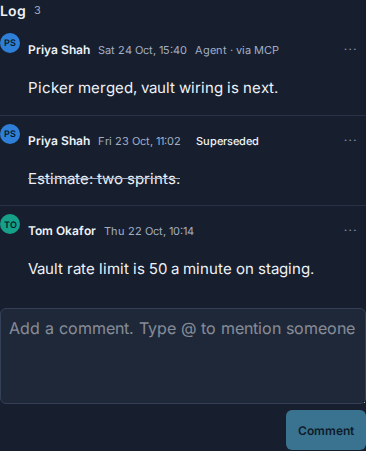 Log 3
PS Priya Shah Sat 24 Oct, 15:40 Agent · via MCP ...
Picker merged, vault wiring is next.
PS Priya Shah Fri 23 Oct, 11:02 Superseded ...
Estimate: two sprints.
TO Tom Okafor Thu 22 Oct, 10:14 ...
Vault rate limit is 50 a minute on staging.
Add a comment. Type @ to mention someone
Comment